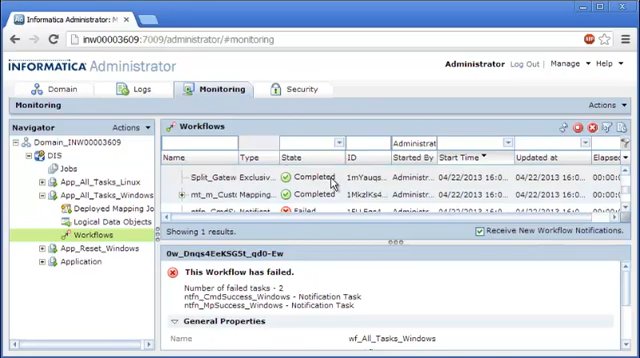 Informatica Administrator: M
inw00003609:7009/administrator/#monitoring
INFORMATICA Administrator
Administrator Log Out Manage Help
Domain Logs Monitoring Security
Monitoring Actions
Navigator Actions
Domain_INW00003609
DIS
Jobs
App_All_Tasks_Linux
App_All_Tasks_Windows
Deployed Mapping Jo
Logical Data Objects
Workflows
App_Reset_Windows
Application
Workflows
Administrat
Name Type State ID Started By Start Time Updated at Elapsed
Split_Gatew Exclusiv... Completed 1mYauqs... Administr... 04/22/2013 16:0... 04/22/2013 16:0... 00:00:0
mt_m_Custo Mapping... Completed 1MkzlKs4... Administr... 04/22/2013 16:0... 04/22/2013 16:0... 00:00:0
Failed
Showing 1 results. Receive New Workflow Notifications.
0w_Dnqs4EeKSG5t_qd0-Ew
This Workflow has failed.
Number of failed tasks - 2
ntfn_CmdSuccess_Windows - Notification Task
ntfn_MpSuccess_Windows - Notification Task
General Properties
Name wf_All_Tasks_Windows